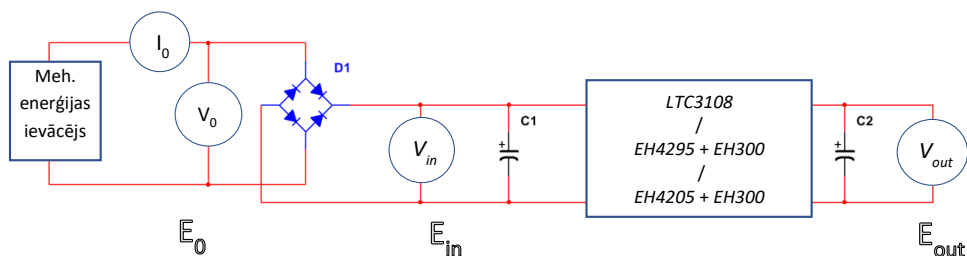 Meh.
enerģijas
ievācējs
I0
V0
D1
Vin
+
C1
LTC3108
/
EH4295 + EH300
/
EH4205 + EH300
+
C2
Vout
E0
Ein
Eout